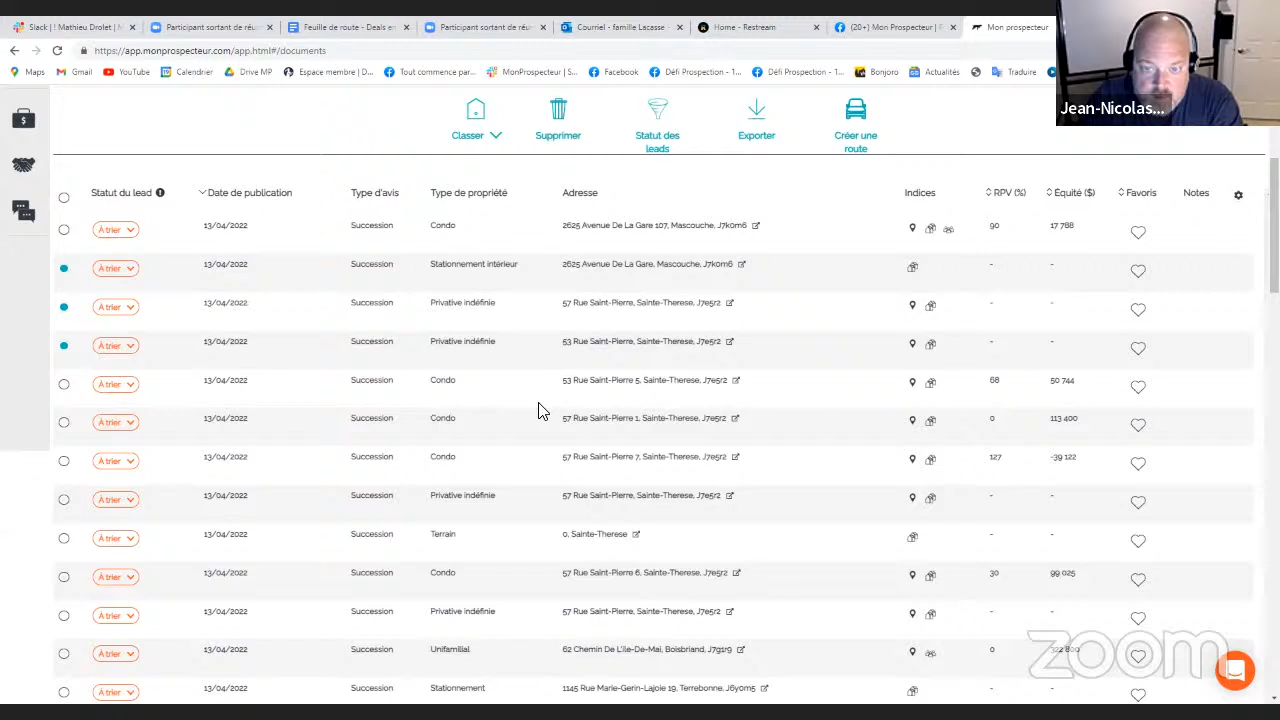 Slack | ! Mathieu Drolet | M
Participant sortant de réu
Feuille de route - Deals en
Participant sortant de réu
Courriel - famille Lacasse -
Home - Restream
(20+) Mon Prospecteur |
Mon prospecteur
https://app.monprospecteur.com/app.html#/documents
Maps Gmail YouTube Calendrier Drive MP Espace membre D... Tout commence par... MonProspecteur | S... Facebook Défi Prospection - 1... Défi Prospection - 1... Bonjoro Actualités Traduire
Jean-Nicolas...
Classer Supprimer Statut des leads Exporter Créer une route
Statut du lead Date de publication Type d'avis Type de propriété Adresse Indices RPV (%) Équité ($) Favoris Notes
À trier 13/04/2022 Succession Condo 2625 Avenue De La Gare 107, Mascouche, J7k0m6 90 17 788
À trier 13/04/2022 Succession Stationnement intérieur 2625 Avenue De La Gare, Mascouche, J7k0m6 - -
À trier 13/04/2022 Succession Privative indéfinie 57 Rue Saint-Pierre, Sainte-Therese, J7e5r2 - -
À trier 13/04/2022 Succession Privative indéfinie 53 Rue Saint-Pierre, Sainte-Therese, J7e5r2 - -
À trier 13/04/2022 Succession Condo 53 Rue Saint-Pierre 5, Sainte-Therese, J7e5r2 68 50 744
À trier 13/04/2022 Succession Condo 57 Rue Saint-Pierre 1, Sainte-Therese, J7e5r2 0 113 400
À trier 13/04/2022 Succession Condo 57 Rue Saint-Pierre 7, Sainte-Therese, J7e5r2 127 -39 122
À trier 13/04/2022 Succession Privative indéfinie 57 Rue Saint-Pierre, Sainte-Therese, J7e5r2 - -
À trier 13/04/2022 Succession Terrain 0, Sainte-Therese - -
À trier 13/04/2022 Succession Condo 57 Rue Saint-Pierre 6, Sainte-Therese, J7e5r2 30 99 025
À trier 13/04/2022 Succession Privative indéfinie 57 Rue Saint-Pierre, Sainte-Therese, J7e5r2 - -
À trier 13/04/2022 Succession Unifamilial 62 Chemin De L'ile-De-Mai, Boisbriand, J7g1r9 0
À trier 13/04/2022 Succession Stationnement 1145 Rue Marie-Gerin-Lajoie 19, Terrebonne, J6y0m5 - -
zoom